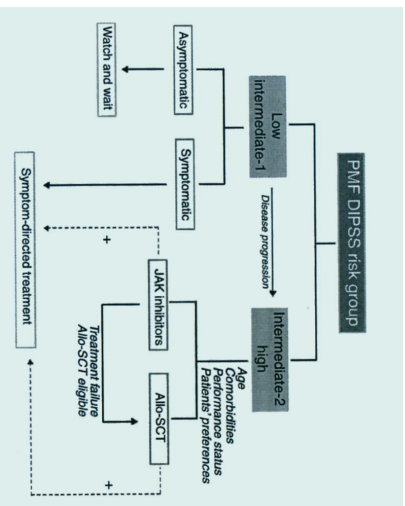 PMF DIPSS risk group
Low
intermediate-1
Disease progression
Intermediate-2
high
Age
Comorbidities
Performance status
Patients' preferences
Asymptomatic
Symptomatic
JAK inhibitors
Allo-SCT
Treatment failure
Allo-SCT eligible
Watch and wait
+
+
Symptom-directed treatment